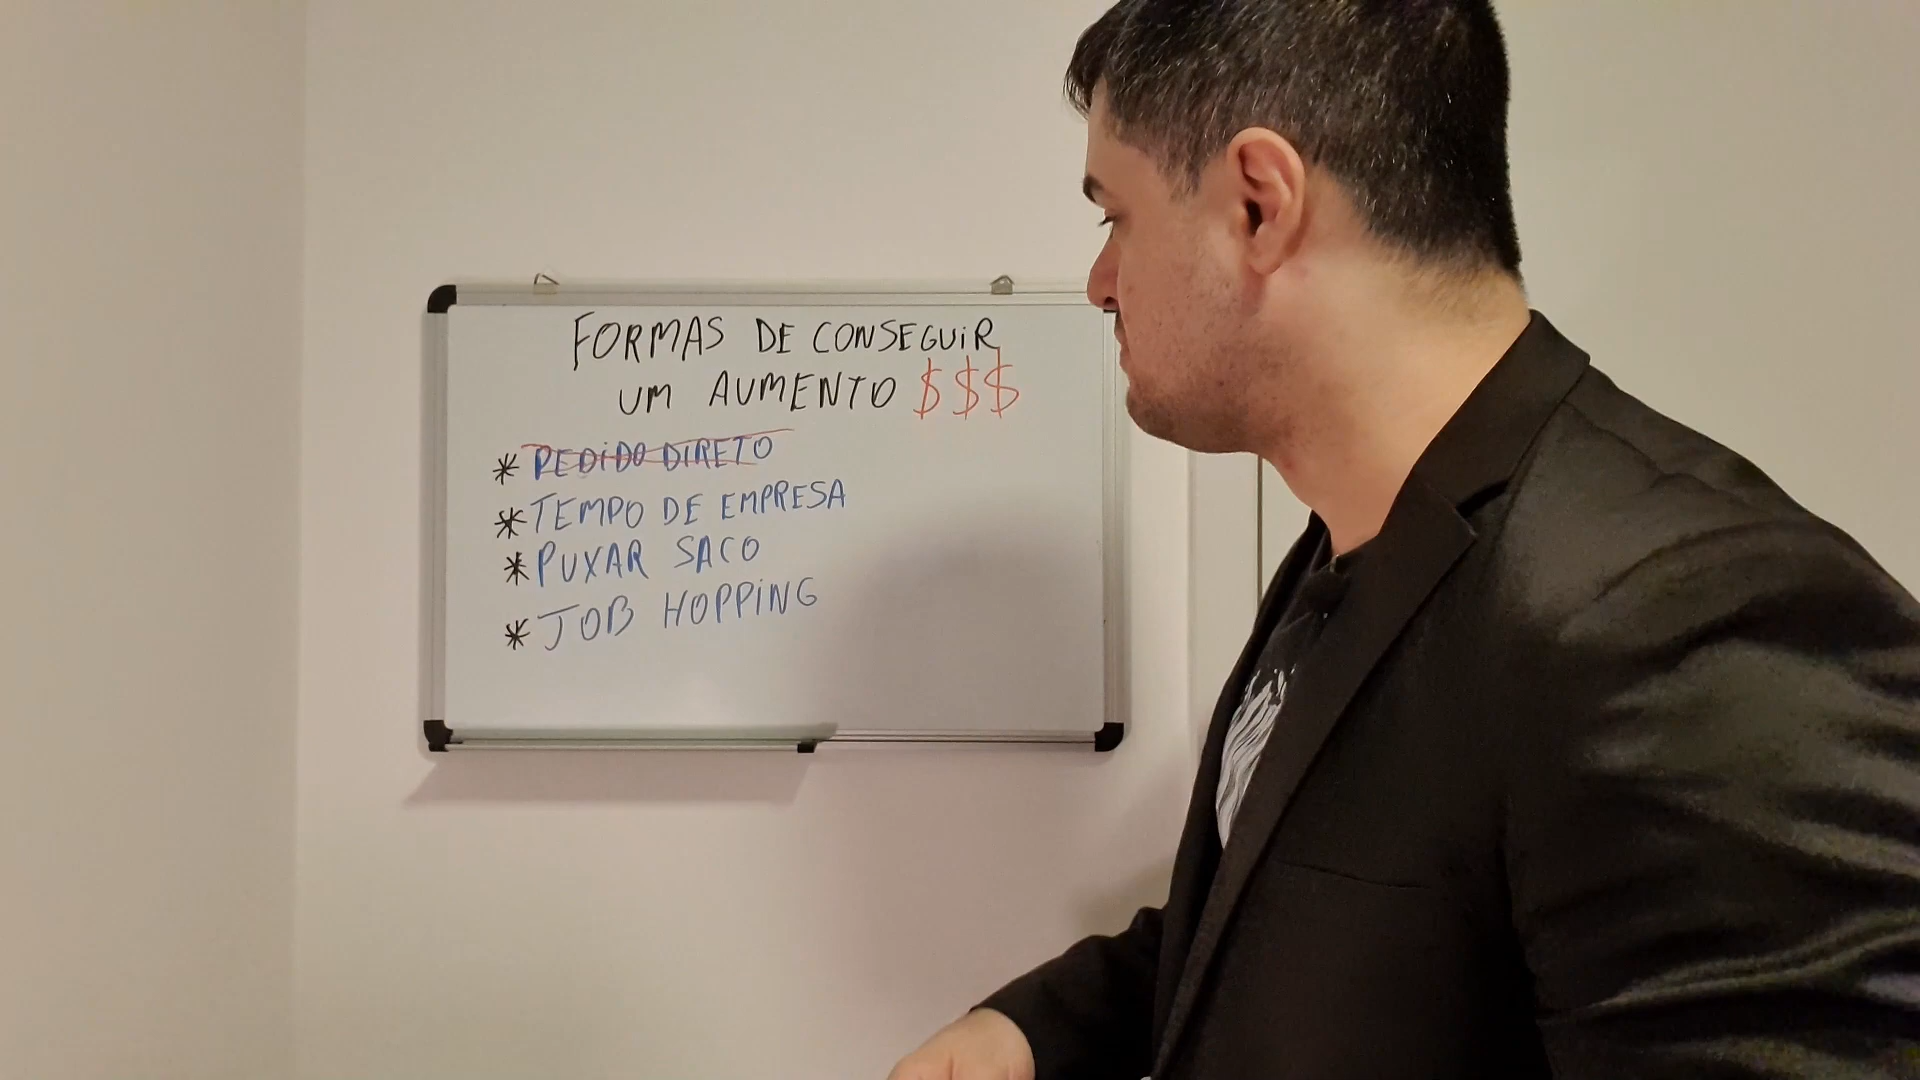 FORMAS DE CONSEGUIR
UM AUMENTO $$$
* PEDIDO DIRETO
* TEMPO DE EMPRESA
* PUXAR SACO
* JOB HOPPING